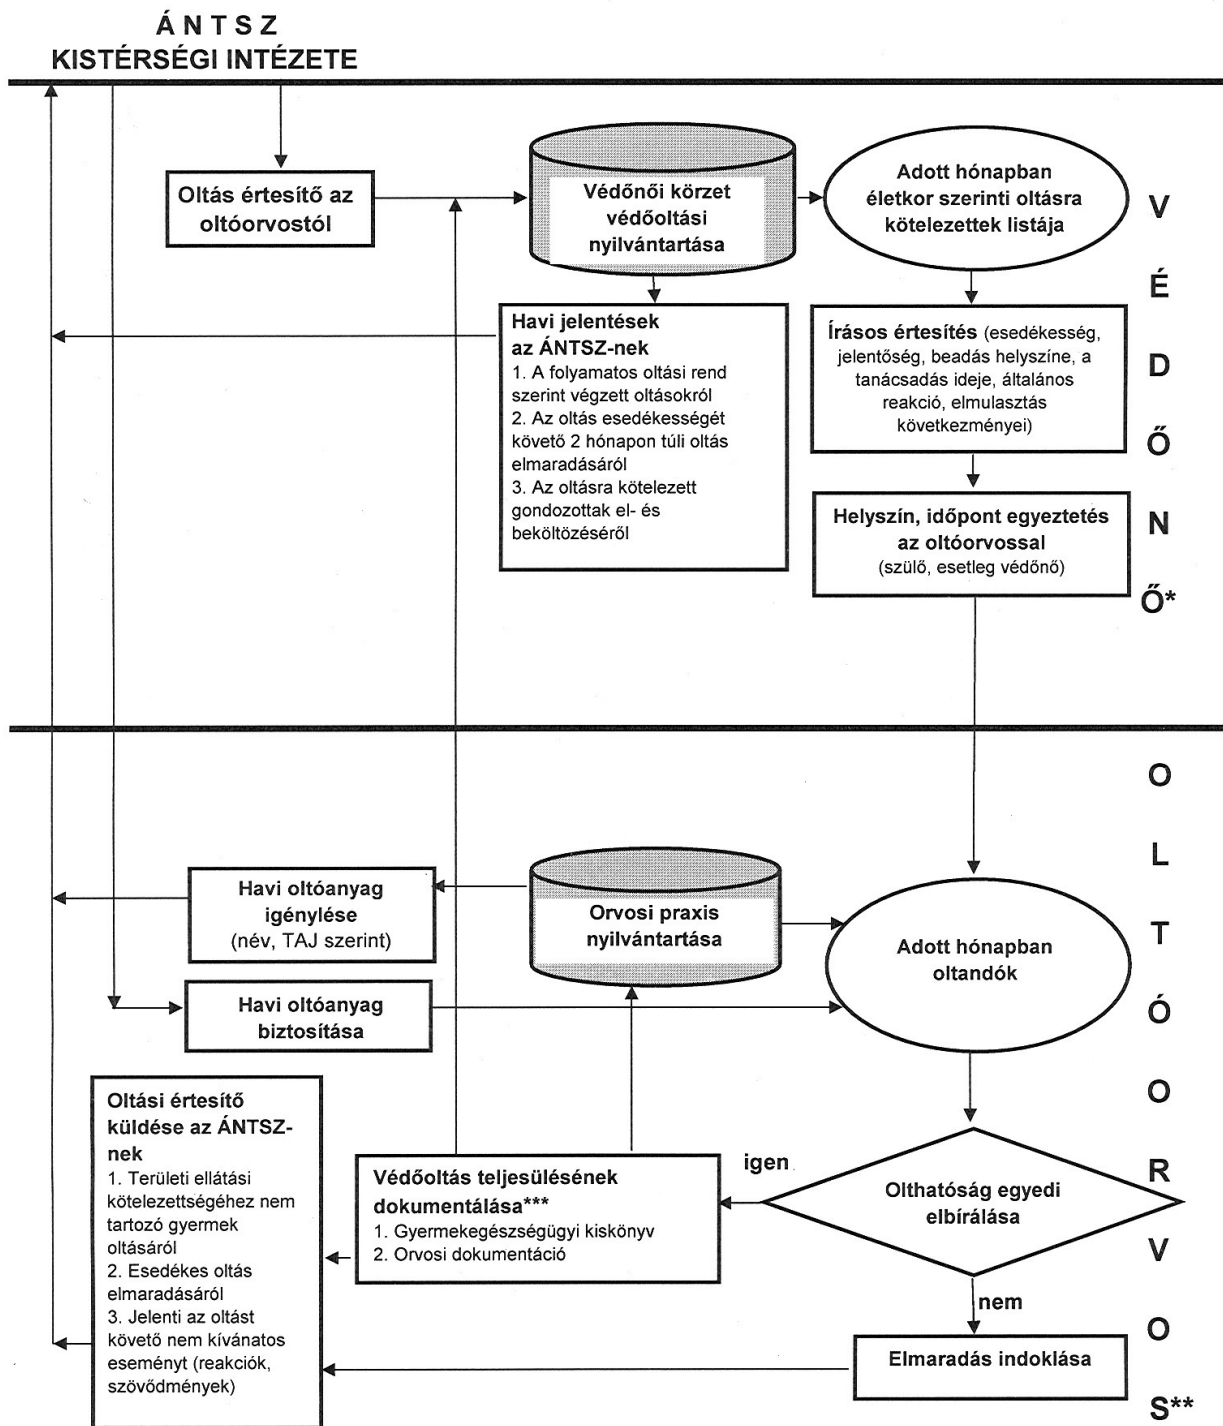 Á N T S Z
KISTÉRSÉGI INTÉZETE
Oltás értesítő az
oltóorvostól
Védőnői körzet
védőoltási
nyilvántartása
Adott hónapban
életkor szerinti oltásra
kötelezettek listája
Havi jelentések
az ÁNTSZ-nek
1. A folyamatos oltási rend
szerint végzett oltásokról
2. Az oltás esedékességét
követő 2 hónapon túli oltás
elmaradásáról
3. Az oltásra kötelezett
gondozottak el- és
beköltözéséről
Írásos értesítés (esedékesség,
jelentőség, beadás helyszíne, a
tanácsadás ideje, általános
reakció, elmulasztás
következményei)
Helyszín, időpont egyeztetés
az oltóorvossal
(szülő, esetleg védőnő)
V
É
D
Ő
N
Ő*
Havi oltóanyag
igénylése
(név, TAJ szerint)
Orvosi praxis
nyilvántartása
Adott hónapban
oltandók
Havi oltóanyag
biztosítása
Oltási értesítő
küldése az ÁNTSZ-
nek
1. Területi ellátási
kötelezettségéhez nem
tartozó gyermek
oltásáról
2. Esedékes oltás
elmaradásáról
3. Jelenti az oltást
követő nem kívánatos
eseményt (reakciók,
szövődmények)
Védőoltás teljesülésének
dokumentálása***
1. Gyermekegészségügyi kiskönyv
2. Orvosi dokumentáció
igen
Olthatóság egyedi
elbírálása
nem
Elmaradás indoklása
O
L
T
Ó
O
R
V
O
S**